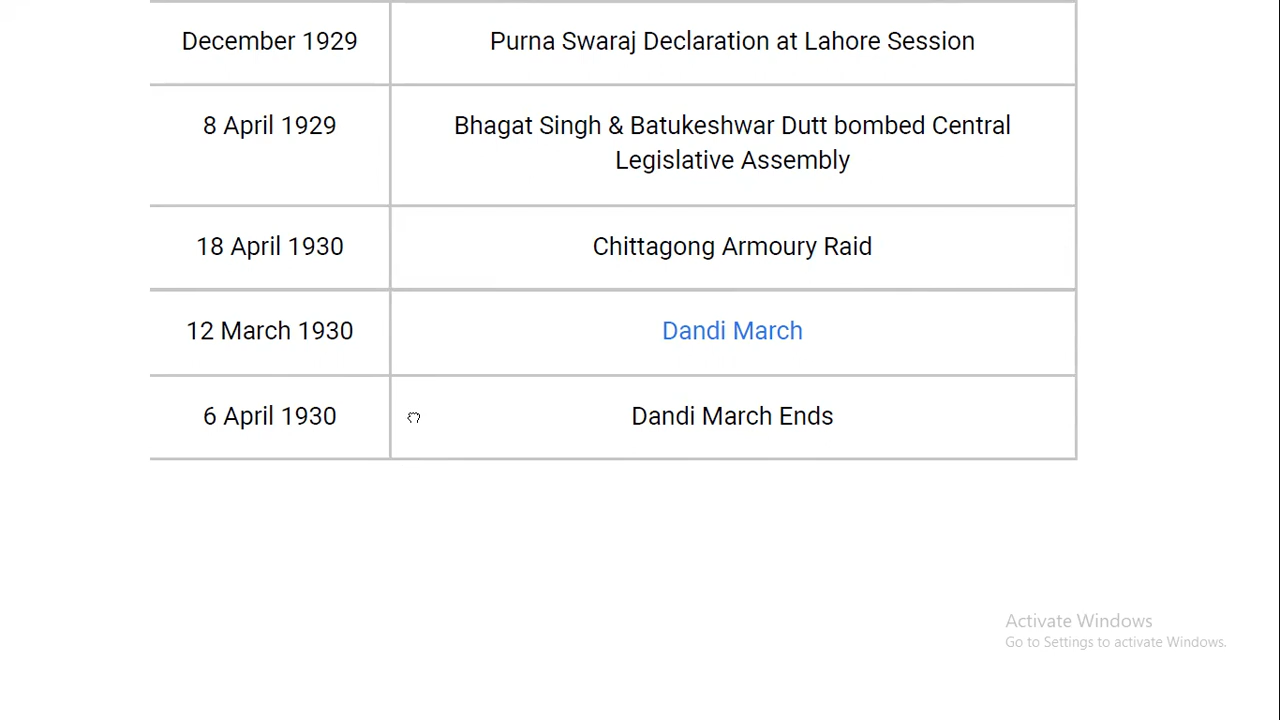 December 1929
Purna Swaraj Declaration at Lahore Session
8 April 1929
Bhagat Singh & Batukeshwar Dutt bombed Central
Legislative Assembly
18 April 1930
Chittagong Armoury Raid
12 March 1930
Dandi March
6 April 1930
Dandi March Ends
Activate Windows
Go to Settings to activate Windows.